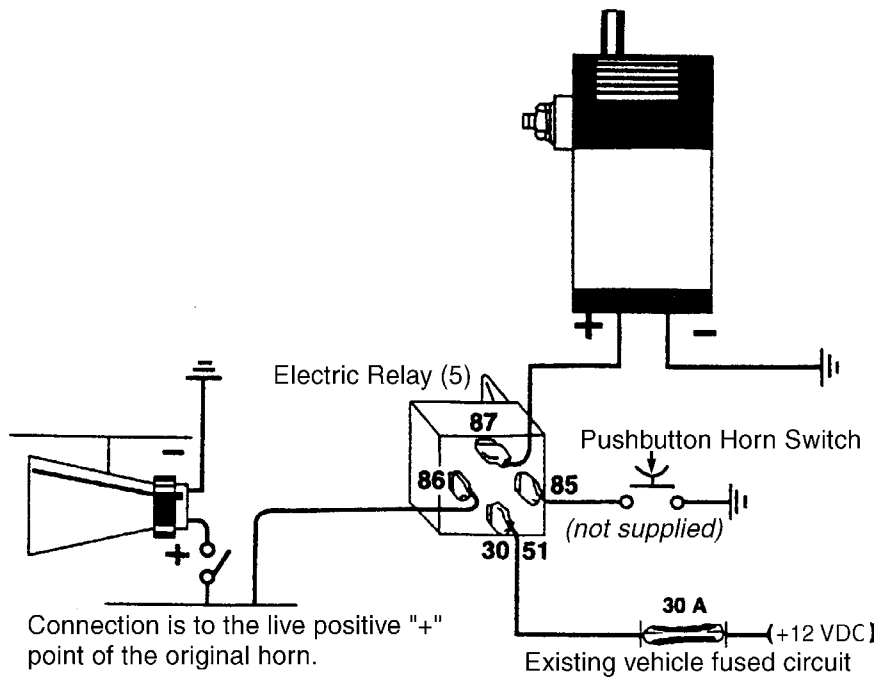 +
−
Electric Relay (5)
87
Pushbutton Horn Switch
−
86
85
(not supplied)
+
30 51
30 A
Connection is to the live positive "+"
(+12 VDC)
point of the original horn.
Existing vehicle fused circuit